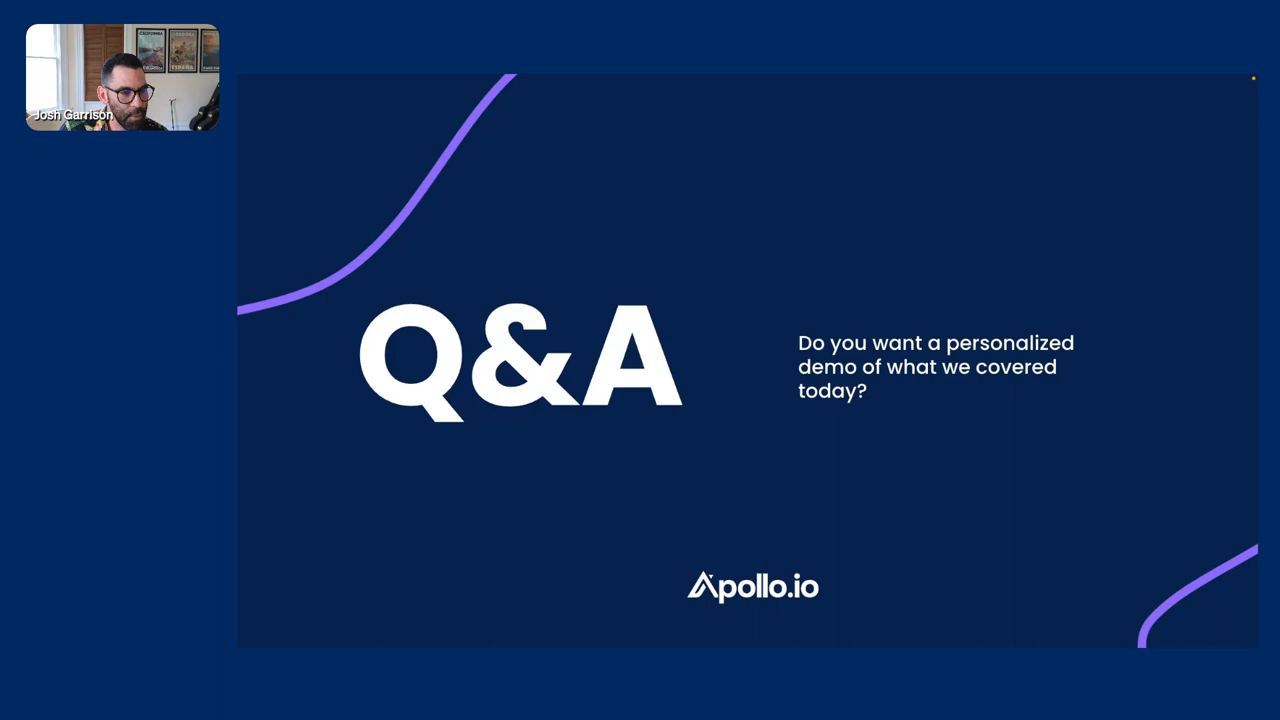 Josh Garrison
Q&A
Do you want a personalized
demo of what we covered
today?
Apollo.io